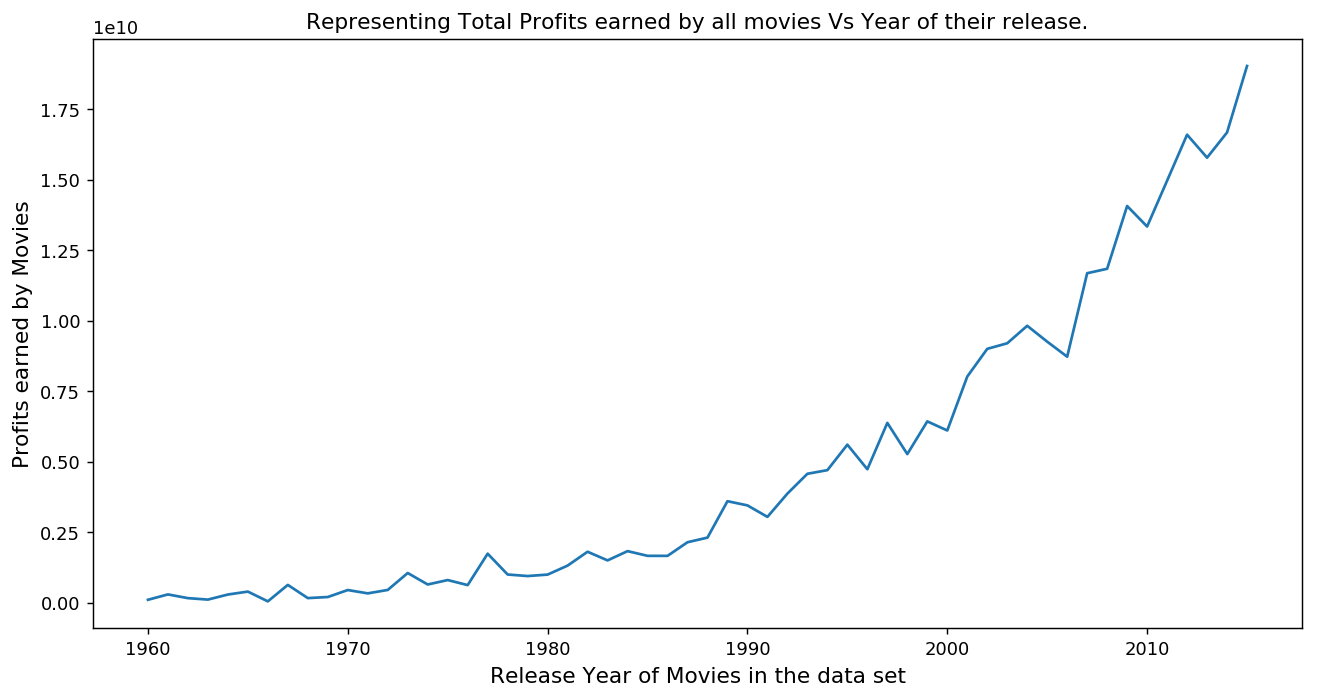 Representing Total Profits earned by all movies Vs Year of their release.
1e10
1.75
1.50
1.25
1.00
0.75
0.50
0.25
0.00
Profits earned by Movies
1960 1970 1980 1990 2000 2010
Release Year of Movies in the data set